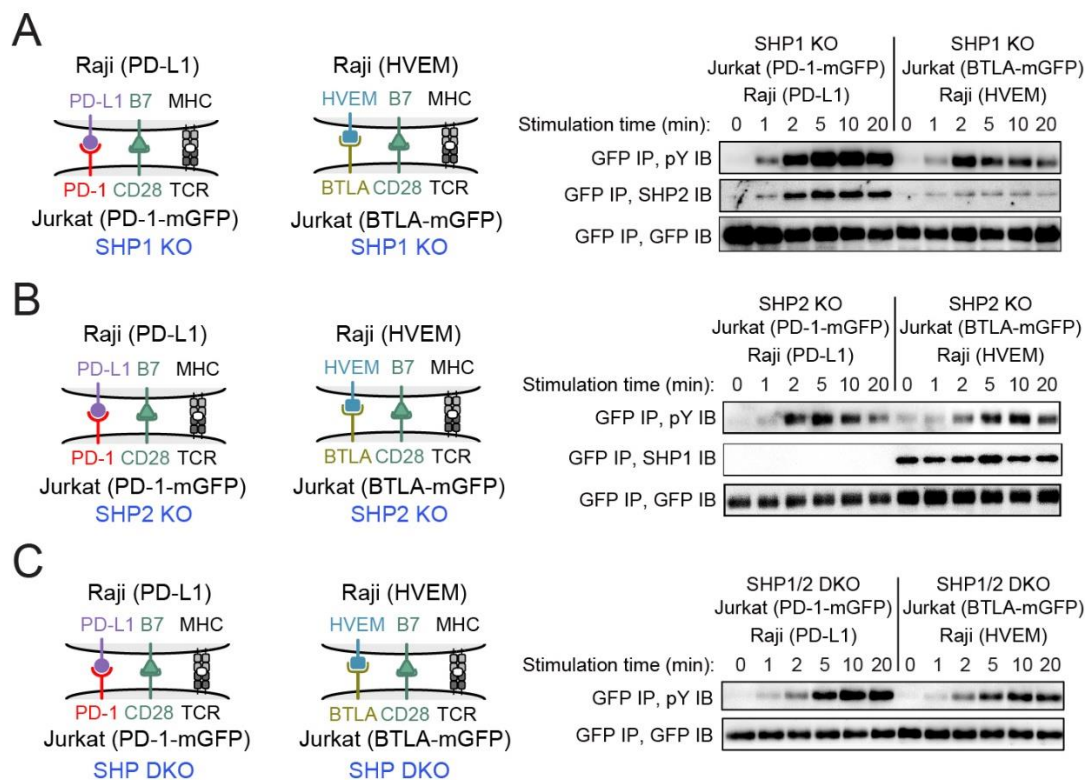 A
Raji (PD-L1)
PD-L1 B7 MHC
PD-1 CD28 TCR
Jurkat (PD-1-mGFP)
SHP1 KO
Raji (HVEM)
HVEM B7 MHC
BTLA CD28 TCR
Jurkat (BTLA-mGFP)
SHP1 KO
SHP1 KO
Jurkat (PD-1-mGFP)
Raji (PD-L1)
SHP1 KO
Jurkat (BTLA-mGFP)
Raji (HVEM)
Stimulation time (min): 0 1 2 5 10 20 0 1 2 5 10 20
GFP IP, pY IB
GFP IP, SHP2 IB
GFP IP, GFP IB
B
Raji (PD-L1)
PD-L1 B7 MHC
PD-1 CD28 TCR
Jurkat (PD-1-mGFP)
SHP2 KO
Raji (HVEM)
HVEM B7 MHC
BTLA CD28 TCR
Jurkat (BTLA-mGFP)
SHP2 KO
SHP2 KO
Jurkat (PD-1-mGFP)
Raji (PD-L1)
SHP2 KO
Jurkat (BTLA-mGFP)
Raji (HVEM)
Stimulation time (min): 0 1 2 5 10 20 0 1 2 5 10 20
GFP IP, pY IB
GFP IP, SHP1 IB
GFP IP, GFP IB
C
Raji (PD-L1)
PD-L1 B7 MHC
PD-1 CD28 TCR
Jurkat (PD-1-mGFP)
SHP DKO
Raji (HVEM)
HVEM B7 MHC
BTLA CD28 TCR
Jurkat (BTLA-mGFP)
SHP DKO
SHP1/2 DKO
Jurkat (PD-1-mGFP)
Raji (PD-L1)
SHP1/2 DKO
Jurkat (BTLA-mGFP)
Raji (HVEM)
Stimulation time (min): 0 1 2 5 10 20 0 1 2 5 10 20
GFP IP, pY IB
GFP IP, GFP IB